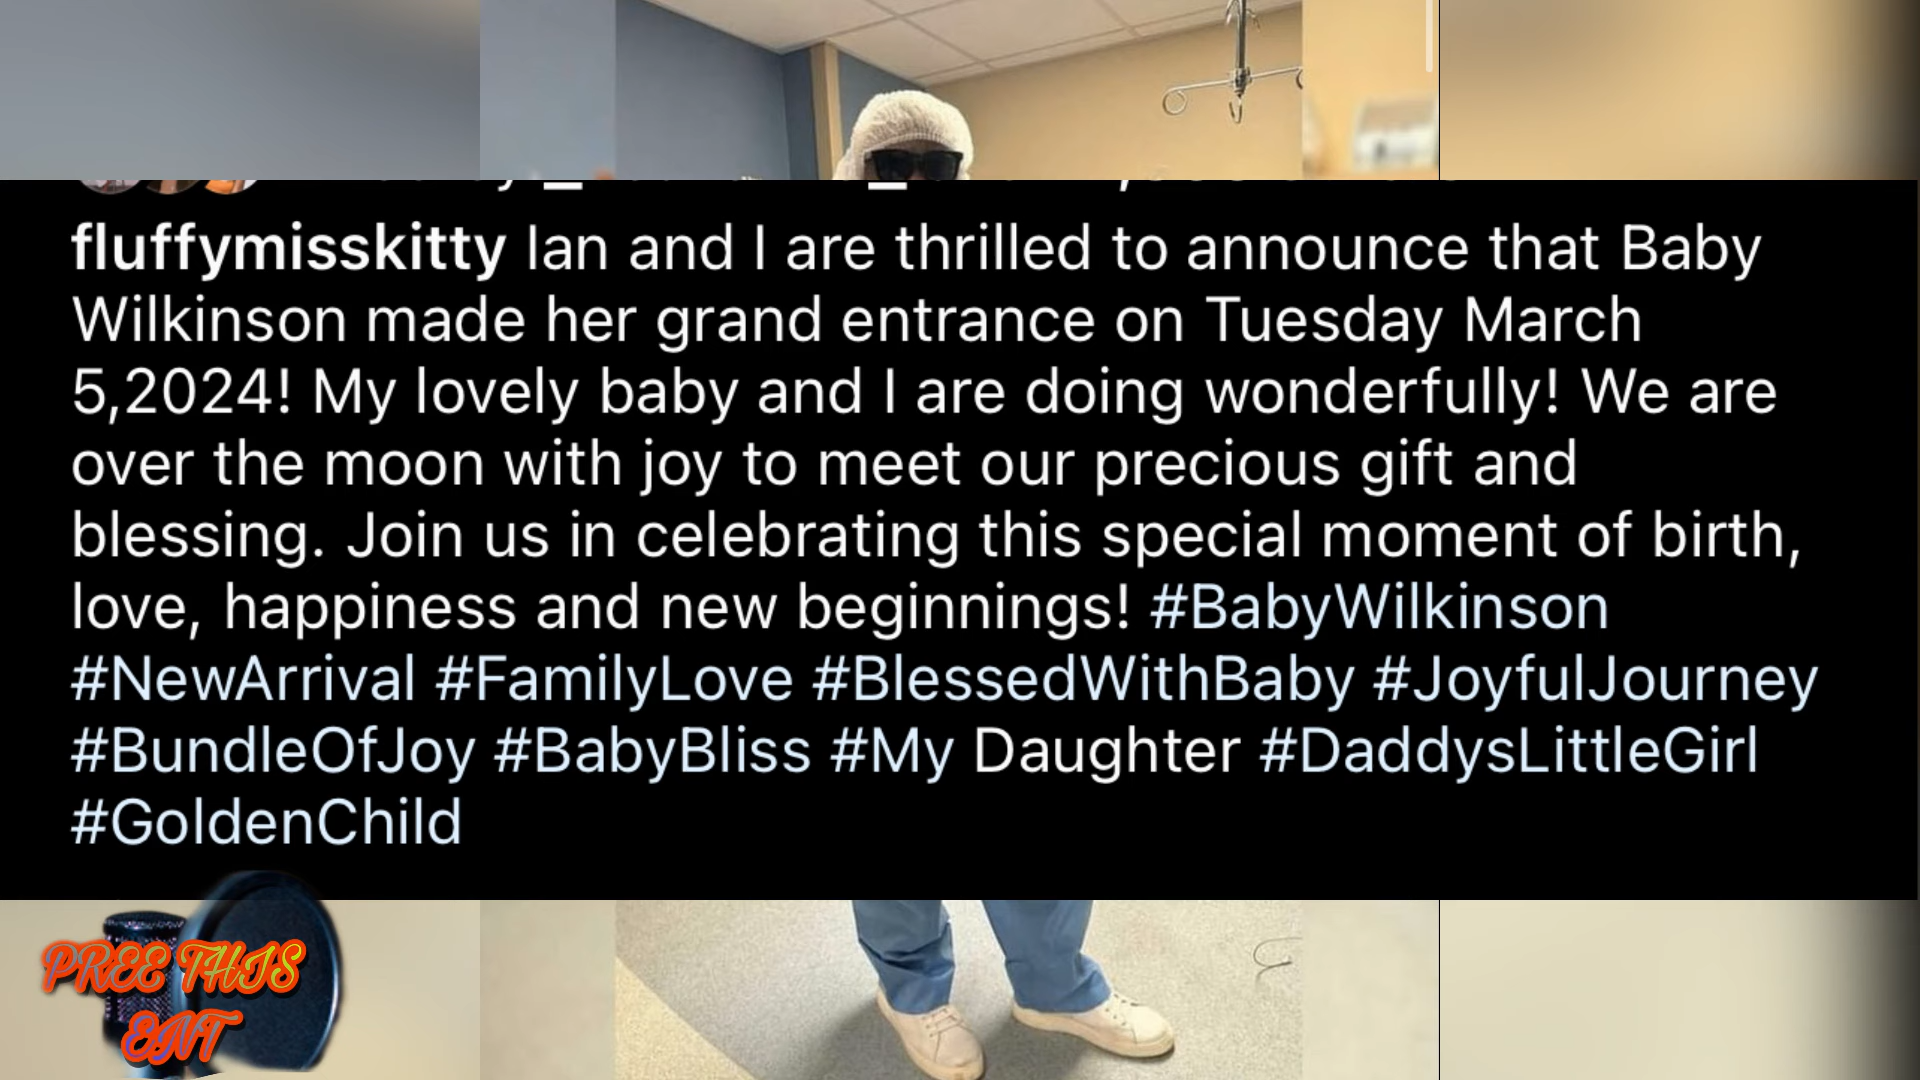 fluffymisskitty Ian and I are thrilled to announce that Baby
Wilkinson made her grand entrance on Tuesday March
5,2024! My lovely baby and I are doing wonderfully! We are
over the moon with joy to meet our precious gift and
blessing. Join us in celebrating this special moment of birth,
love, happiness and new beginnings! #BabyWilkinson
#NewArrival #FamilyLove #BlessedWithBaby #JoyfulJourney
#BundleOfJoy #BabyBliss #My Daughter #DaddysLittleGirl
#GoldenChild
PREE THIS
ENT